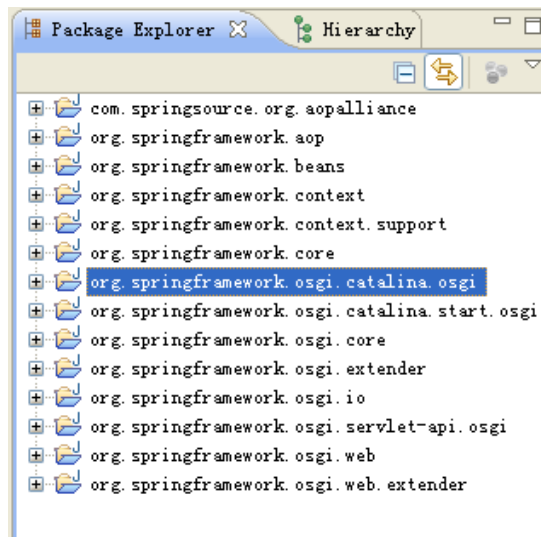 Package Explorer Hierarchy
com.springsource.org.aopalliance
org.springframework.aop
org.springframework.beans
org.springframework.context
org.springframework.context.support
org.springframework.core
org.springframework.osgi.catalina.osgi
org.springframework.osgi.catalina.start.osgi
org.springframework.osgi.core
org.springframework.osgi.extender
org.springframework.osgi.io
org.springframework.osgi.servlet-api.osgi
org.springframework.osgi.web
org.springframework.osgi.web.extender